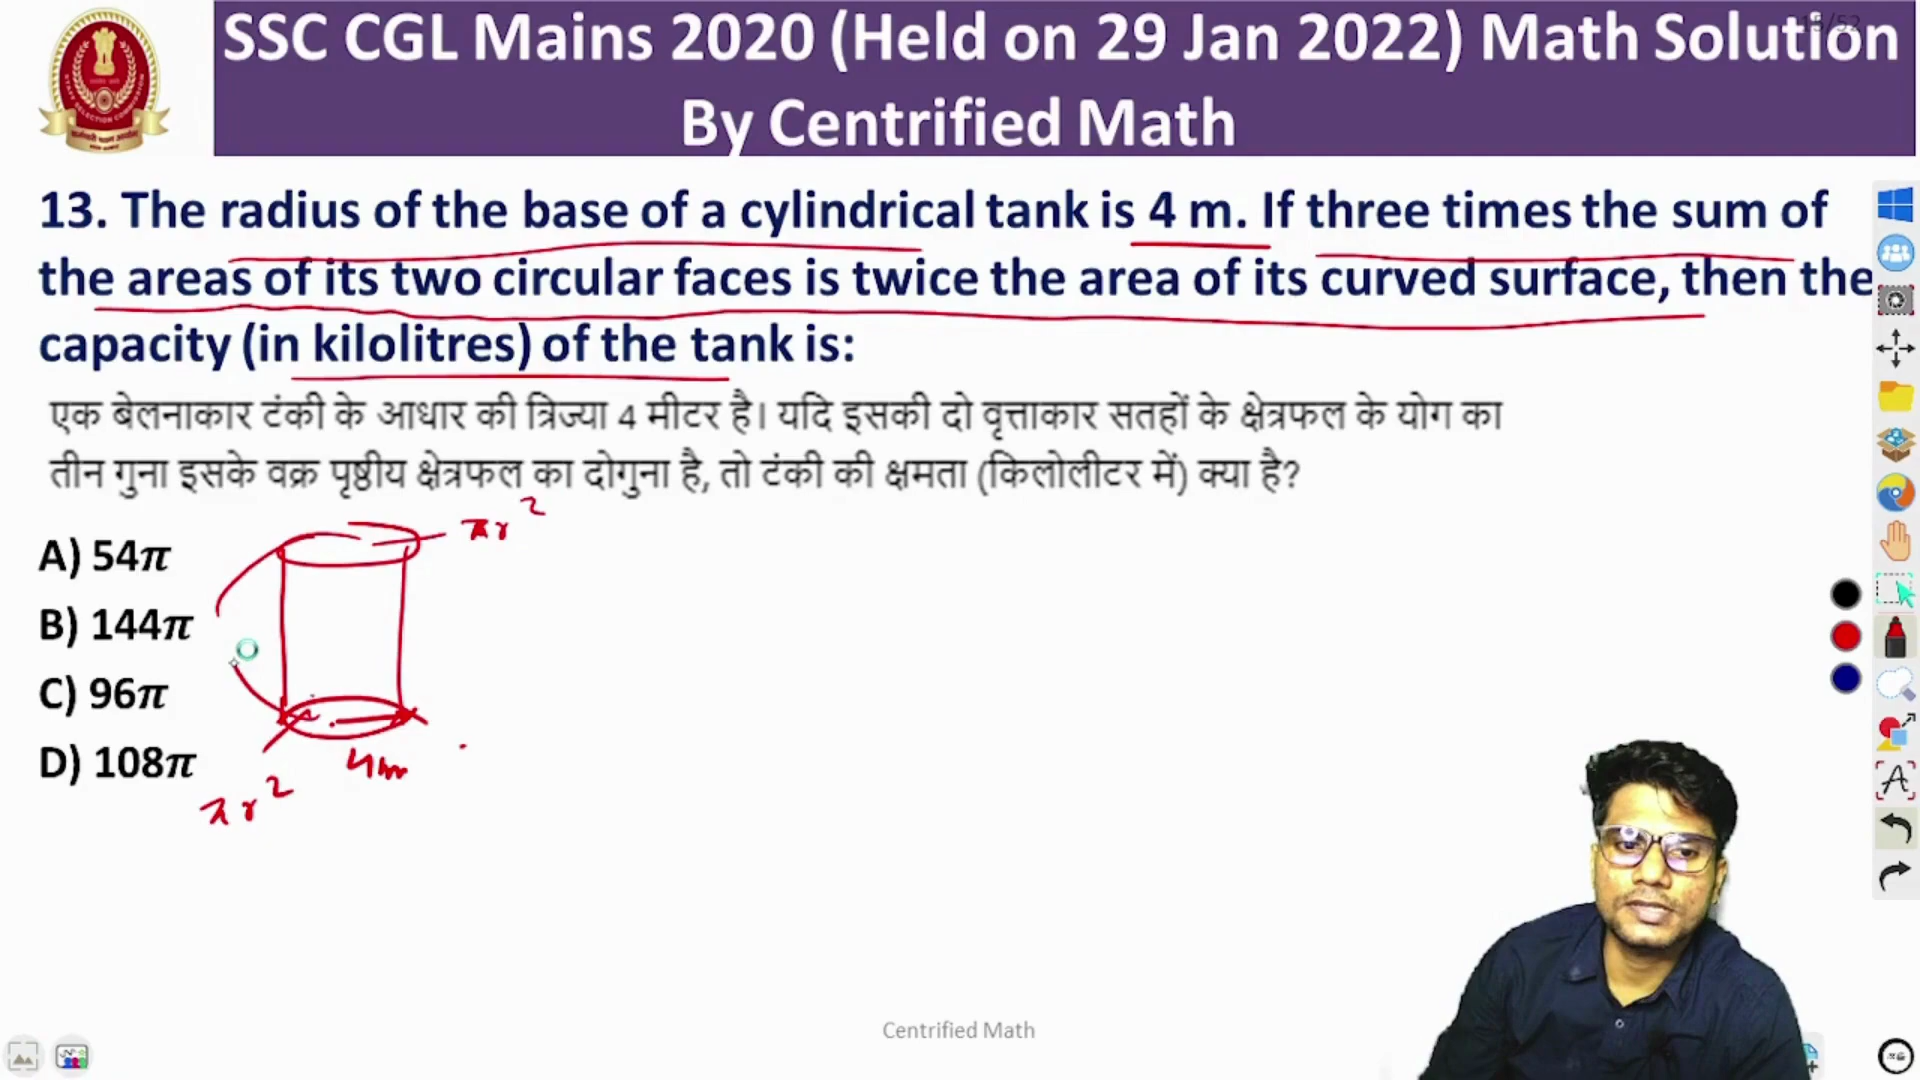 SSC CGL Mains 2020 (Held on 29 Jan 2022) Math Solution
By Centrified Math
13. The radius of the base of a cylindrical tank is 4 m. If three times the sum of
the areas of its two circular faces is twice the area of its curved surface, then the
capacity (in kilolitres) of the tank is:
एक बेलनाकार टंकी के आधार की त्रिज्या 4 मीटर है। यदि इसकी दो वृत्ताकार सतहों के क्षेत्रफल के योग का
तीन गुना इसके वक्र पृष्ठीय क्षेत्रफल का दोगुना है, तो टंकी की क्षमता (किलोलीटर में) क्या है?
πr²
A) 54π
B) 144π
C) 96π
D) 108π
4m
πr²
Centrified Math